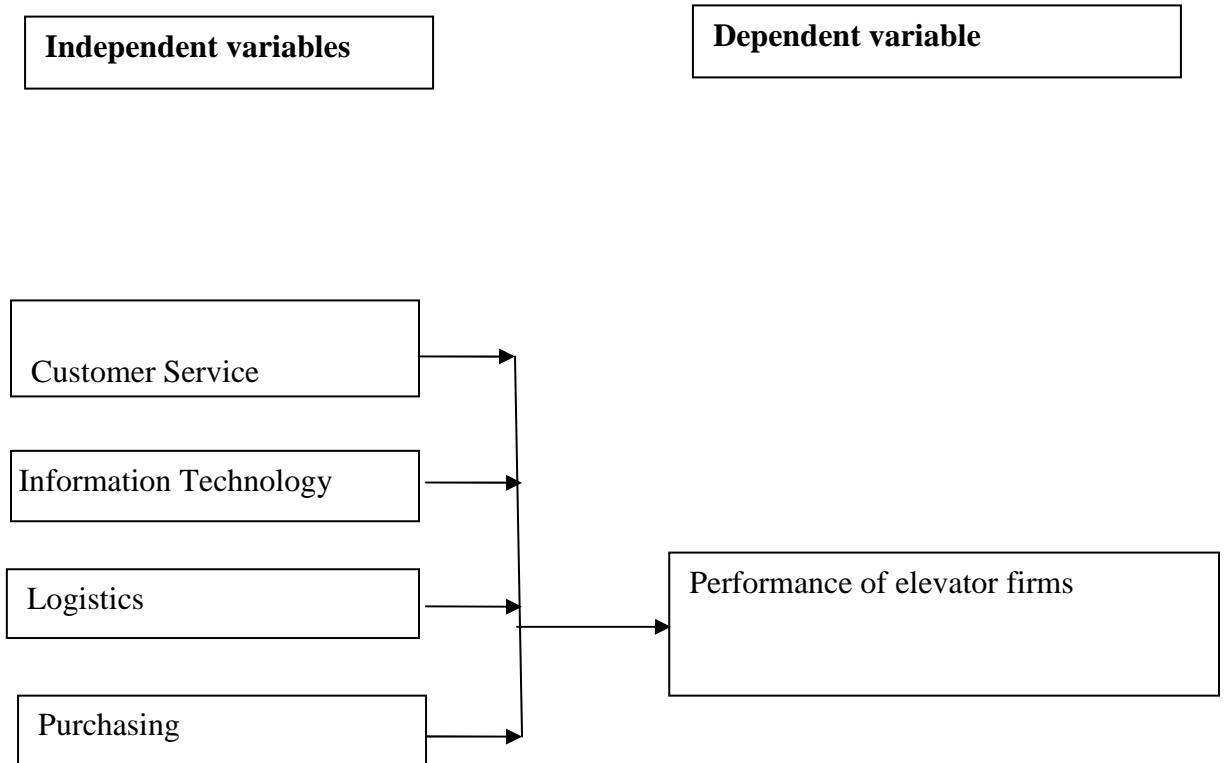 Independent variables
Dependent variable
Customer Service
Information Technology
Logistics
Performance of elevator firms
Purchasing